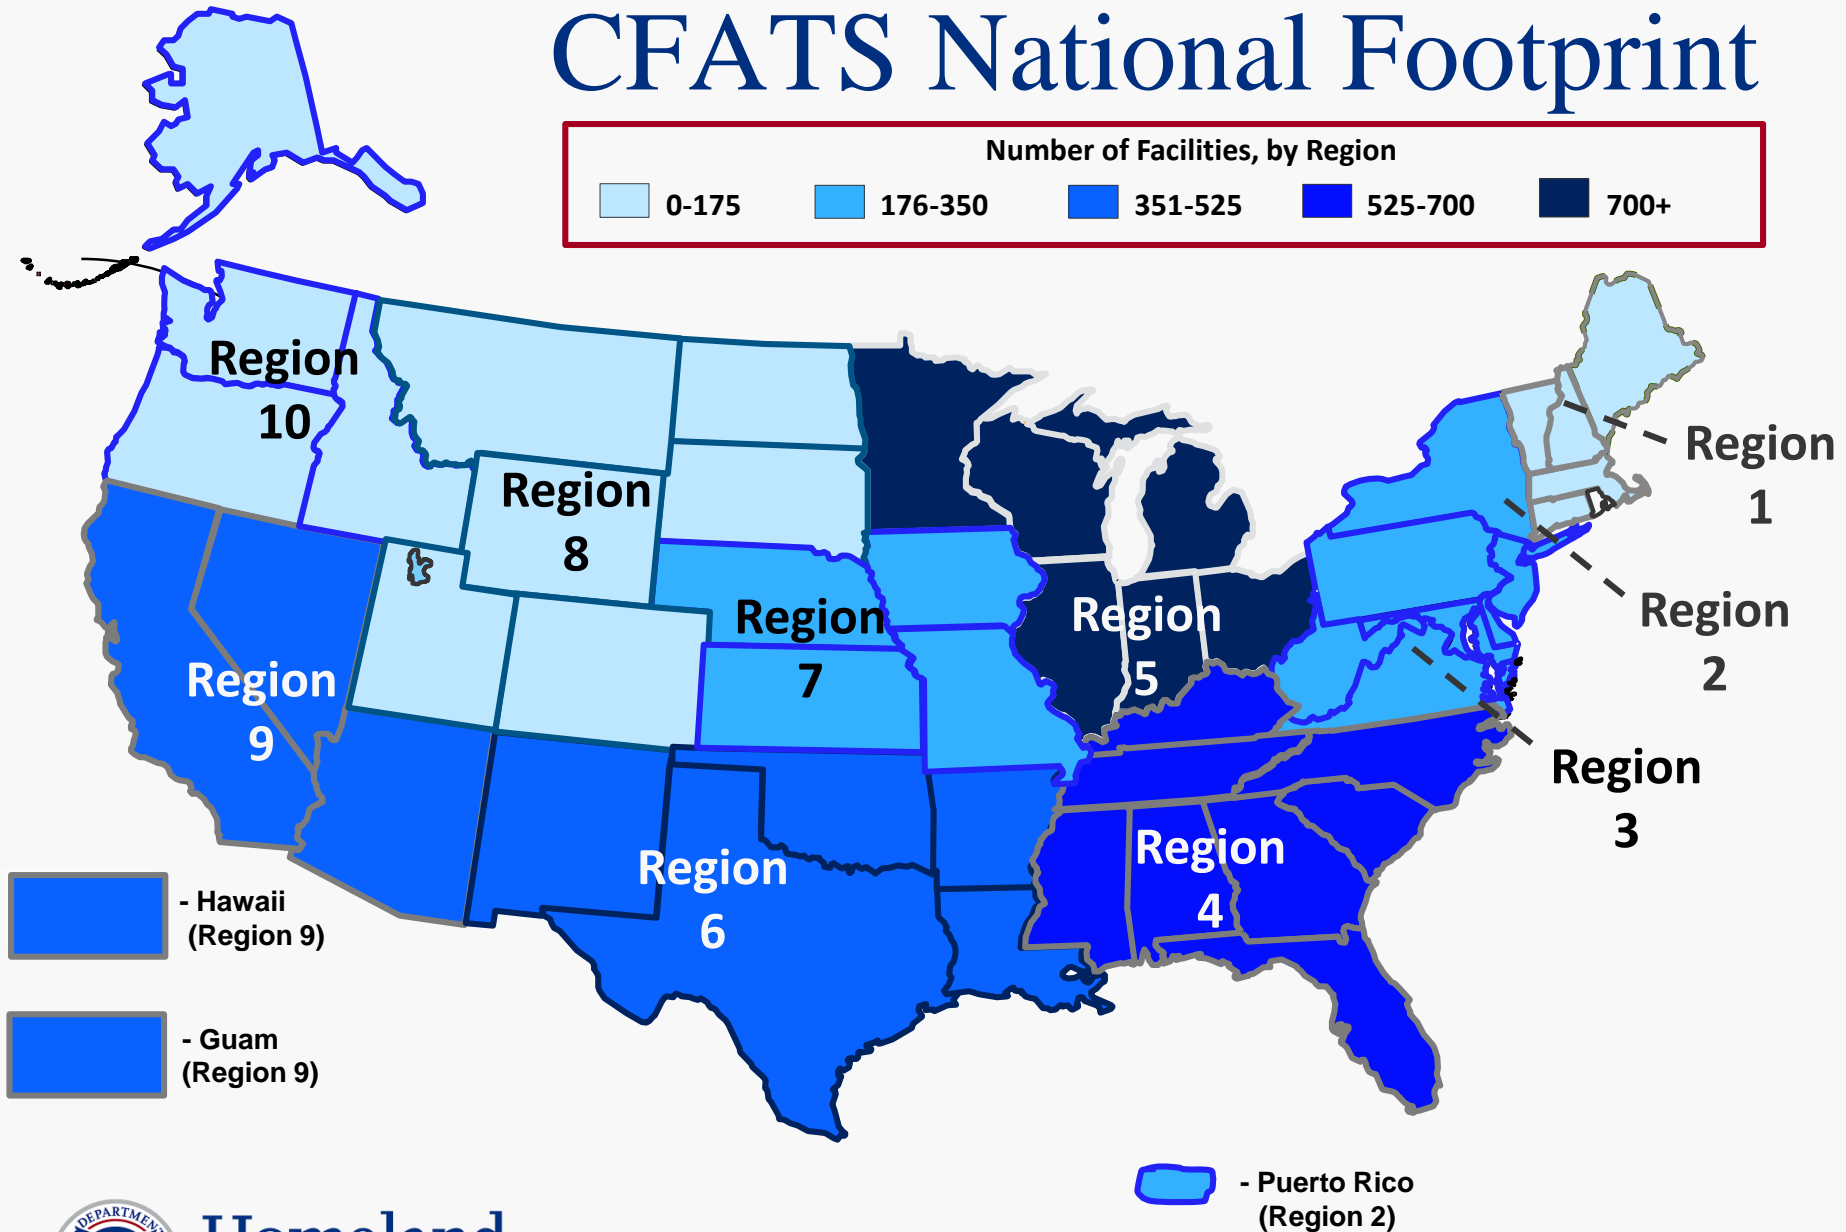 CFATS National Footprint
Number of Facilities, by Region
0-175
176-350
351-525
525-700
700+
Region
10
Region
8
Region
7
Region
5
Region
9
Region
6
Region
4
Region
1
Region
2
Region
3
- Hawaii
(Region 9)
- Guam
(Region 9)
- Puerto Rico
(Region 2)
DEPARTMENT
Homeland